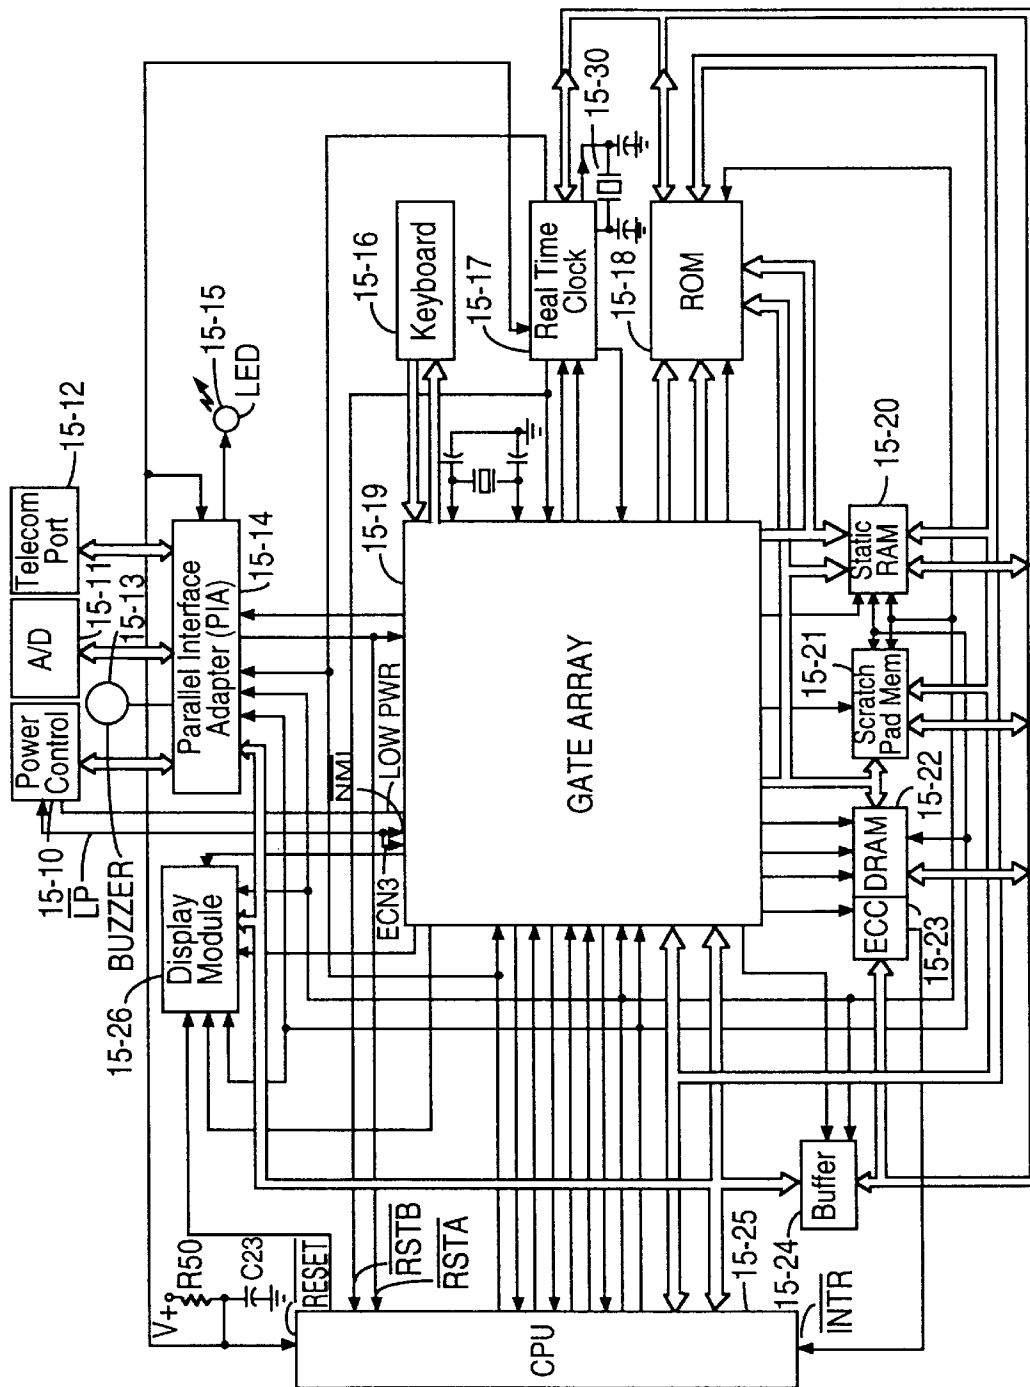 15-10
Power
Control
A/D
15-11
Telecom
Port
15-12
LP
BUZZER
15-13
Parallel Interface
Adapter (PIA)
15-14
15-15
LED
15-26
Display
Module
ECN3
NMI
LOW PWR
15-19
15-16
Keyboard
15-17
Real Time
Clock
15-30
15-18
ROM
GATE ARRAY
V+
R50
C23
RESET
RSTB
RSTA
CPU
15-25
INTR
15-24
Buffer
ECC
15-23
DRAM
15-22
Scratch
Pad Mem
15-21
Static
RAM
15-20